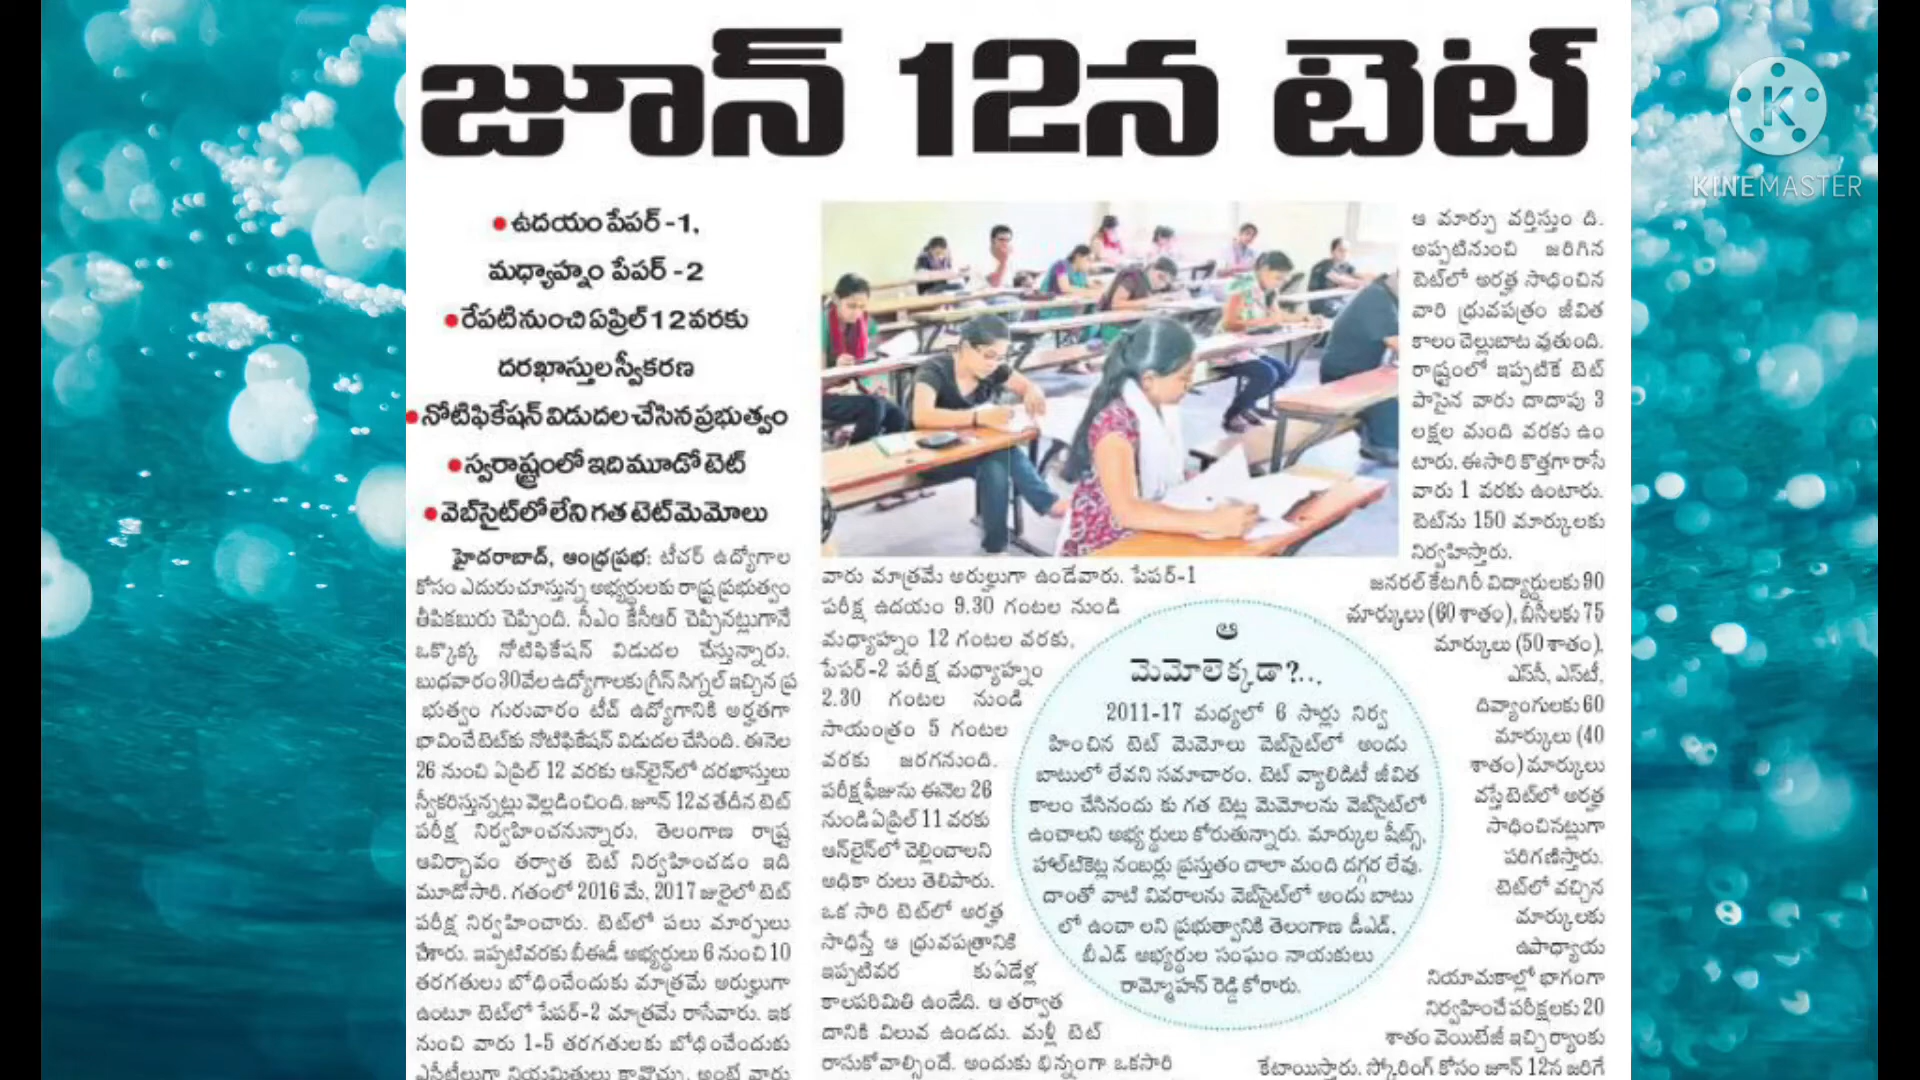 జూన్ 12న టెట్
KINEMASTER
• ఉదయం పేపర్ -1,
మధ్యాహ్నం పేపర్ -2
• రేపటి నుంచి ఏప్రిల్ 12 వరకు
దరఖాస్తుల స్వీకరణ
• నోటిఫికేషన్ విడుదల చేసిన ప్రభుత్వం
• స్వరాష్ట్రంలో ఇది మూడో టెట్
• వెబ్‌సైట్‌లో లేని గత టెట్ మెమోలు
హైదరాబాద్, ఆంధ్రప్రభ: టీచర్ ఉద్యోగాల
కోసం ఎదురుచూస్తున్న అభ్యర్థులకు రాష్ట్ర ప్రభుత్వం
తీపికబురు చెప్పింది. సీఎం కేసీఆర్ చెప్పినట్లుగానే
ఒక్కొక్క నోటిఫికేషన్ విడుదల చేస్తున్నారు.
బుధవారం 30వేల ఉద్యోగాలకు గ్రీన్ సిగ్నల్ ఇచ్చిన ప్ర
భుత్వం గురువారం టీచ్ ఉద్యోగానికి అర్హతగా
భావించే టెట్‌కు నోటిఫికేషన్ విడుదల చేసింది. ఈనెల
26 నుంచి ఏప్రిల్ 12 వరకు ఆన్‌లైన్‌లో దరఖాస్తులు
స్వీకరిస్తున్నట్లు వెల్లడించింది. జూన్ 12వ తేదీన టెట్
పరీక్ష నిర్వహించనున్నారు. తెలంగాణ రాష్ట్ర
ఆవిర్భావం తర్వాత టెట్ నిర్వహించడం ఇది
మూడోసారి. గతంలో 2016 మే, 2017 జులైలో టెట్
పరీక్ష నిర్వహించారు. టెట్‌లో పలు మార్పులు
చేశారు. ఇప్పటివరకు బీఈడీ అభ్యర్థులు 6 నుంచి 10
తరగతులు బోధించేందుకు మాత్రమే అర్హులుగా
ఉంటూ టెట్‌లో పేపర్-2 మాత్రమే రాసేవారు. ఇక
నుంచి వారు 1-5 తరగతులకు బోధించేందుకు
ఎస్జీటీలుగా నియమితులు కావొచ్చు. అంటే వారు
వారు మాత్రమే అర్హులుగా ఉండేవారు. పేపర్-1
పరీక్ష ఉదయం 9.30 గంటల నుండి
మధ్యాహ్నం 12 గంటల వరకు,
పేపర్-2 పరీక్ష మధ్యాహ్నం
2.30 గంటల నుండి
సాయంత్రం 5 గంటల
వరకు జరగనుంది.
పరీక్ష ఫీజును ఈనెల 26
నుండి ఏప్రిల్ 11 వరకు
ఆన్‌లైన్‌లో చెల్లించాలని
అధికా రులు తెలిపారు.
ఒక సారి టెట్‌లో అర్హత
సాధిస్తే ఆ ధ్రువపత్రానికి
ఇప్పటివర కు ఏడేళ్ల
కాలపరిమితి ఉండేది. ఆ తర్వాత
దానికి విలువ ఉండదు. మళ్లీ టెట్
రాసుకోవాల్సిందే. అందుకు భిన్నంగా ఒకసారి
ఆ
మెమోలెక్కడా?..,
2011-17 మధ్యలో 6 సార్లు నిర్వ
హించిన టెట్ మెమోలు వెబ్‌సైట్‌లో అందు
బాటులో లేవని సమాచారం. టెట్ వ్యాలిడిటీ జీవిత
కాలం చేసినందు కు గత టెట్ల మెమోలను వెబ్‌సైట్‌లో
ఉంచాలని అభ్య ర్థులు కోరుతున్నారు. మార్కుల షీట్స్,
హాల్‌టికెట్ల నంబర్లు ప్రస్తుతం చాలా మంది దగ్గర లేవు.
దాంతో వాటి వివరాలను వెబ్‌సైట్‌లో అందు బాటు
లో ఉంచా లని ప్రభుత్వానికి తెలంగాణ డీఎడ్,
బీఎడ్ అభ్యర్థుల సంఘం నాయకులు
రామ్మోహన్ రెడ్డి కోరారు.
ఆ మార్పు వర్తిస్తుం ది.
అప్పటినుంచి జరిగిన
టెట్‌లో అర్హత సాధించిన
వారి ధ్రువపత్రం జీవిత
కాలం చెల్లుబాట వుతుంది.
రాష్ట్రంలో ఇప్పటికే టెట్
పాసైన వారు దాదాపు 3
లక్షల మంది వరకు ఉం
టారు. ఈసారి కొత్తగా రాసే
వారు 1 వరకు ఉంటారు.
టెట్‌ను 150 మార్కులకు
నిర్వహిస్తారు.
జనరల్ కేటగిరీ విద్యార్థులకు 90
మార్కులు (60 శాతం), బీసీలకు 75
మార్కులు (50 శాతం),
ఎస్‌సీ, ఎస్‌టీ,
దివ్యాంగులకు 60
మార్కులు (40
శాతం) మార్కులు
వస్తే టెట్‌లో అర్హత
సాధించినట్లుగా
పరిగణిస్తారు.
టెట్‌లో వచ్చిన
మార్కులకు
ఉపాధ్యాయ
నియామకాల్లో భాగంగా
నిర్వహించే పరీక్షలకు 20
శాతం వెయిటేజీ ఇచ్చి ర్యాంకు
కేటాయిస్తారు. స్కోరింగ్ కోసం జూన్ 12న జరిగే